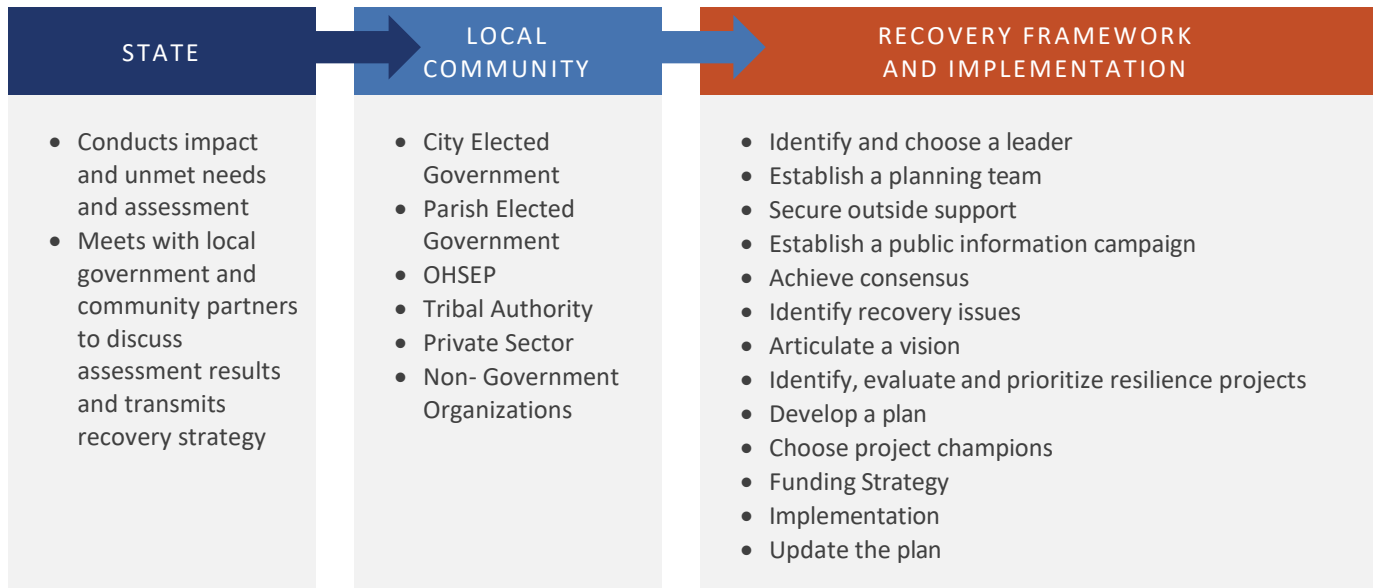 STATE
• Conducts impact
and unmet needs
and assessment
• Meets with local
government and
community partners
to discuss
assessment results
and transmits
recovery strategy
LOCAL
COMMUNITY
• City Elected
Government
• Parish Elected
Government
• OHSEP
• Tribal Authority
• Private Sector
• Non- Government
Organizations
RECOVERY FRAMEWORK
AND IMPLEMENTATION
• Identify and choose a leader
• Establish a planning team
• Secure outside support
• Establish a public information campaign
• Achieve consensus
• Identify recovery issues
• Articulate a vision
• Identify, evaluate and prioritize resilience projects
• Develop a plan
• Choose project champions
• Funding Strategy
• Implementation
• Update the plan